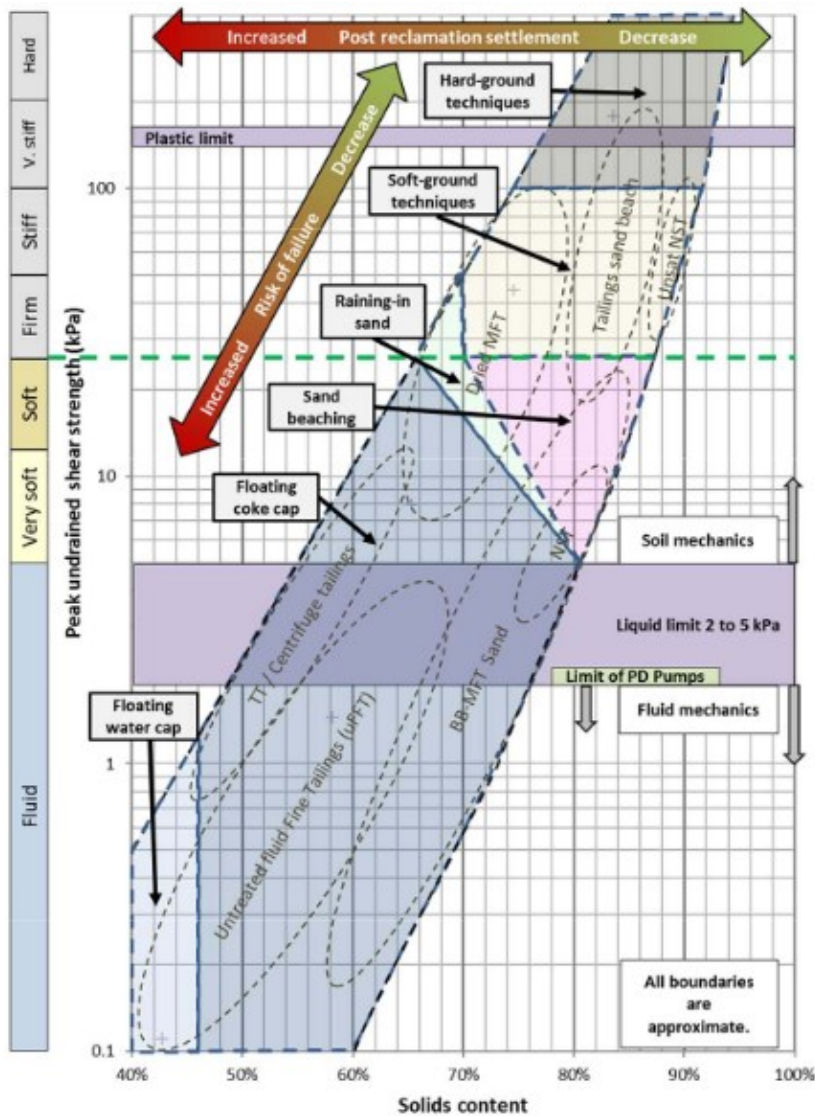 Increased Post reclamation settlement Decrease
Hard
V. stiff
Stiff
Firm
Soft
Very soft
Fluid
Peak undrained shear strength (kPa)
100
10
1
0.1
Hard-ground
techniques
Plastic limit
Increased Risk of failure Decrease
Soft-ground
techniques
Raining-in
sand
Sand
beaching
Floating
coke cap
Floating
water cap
Tailings sand beach
Unsat NST
Dried MFT
NST
TT / Centrifuge tailings
BB-MFT Sand
Untreated fluid Fine Tailings (uFFT)
Soil mechanics
Liquid limit 2 to 5 kPa
Limit of PD Pumps
Fluid mechanics
All boundaries
are
approximate.
40% 50% 60% 70% 80% 90% 100%
Solids content